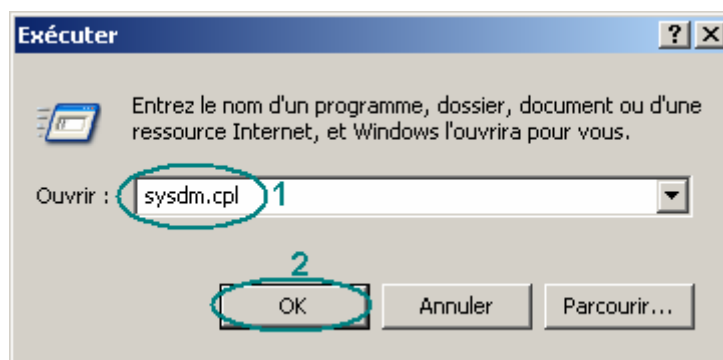 Exécuter
Entrez le nom d'un programme, dossier, document ou d'une
ressource Internet, et Windows l'ouvrira pour vous.
Ouvrir : sysdm.cpl 1
2
OK Annuler Parcourir...